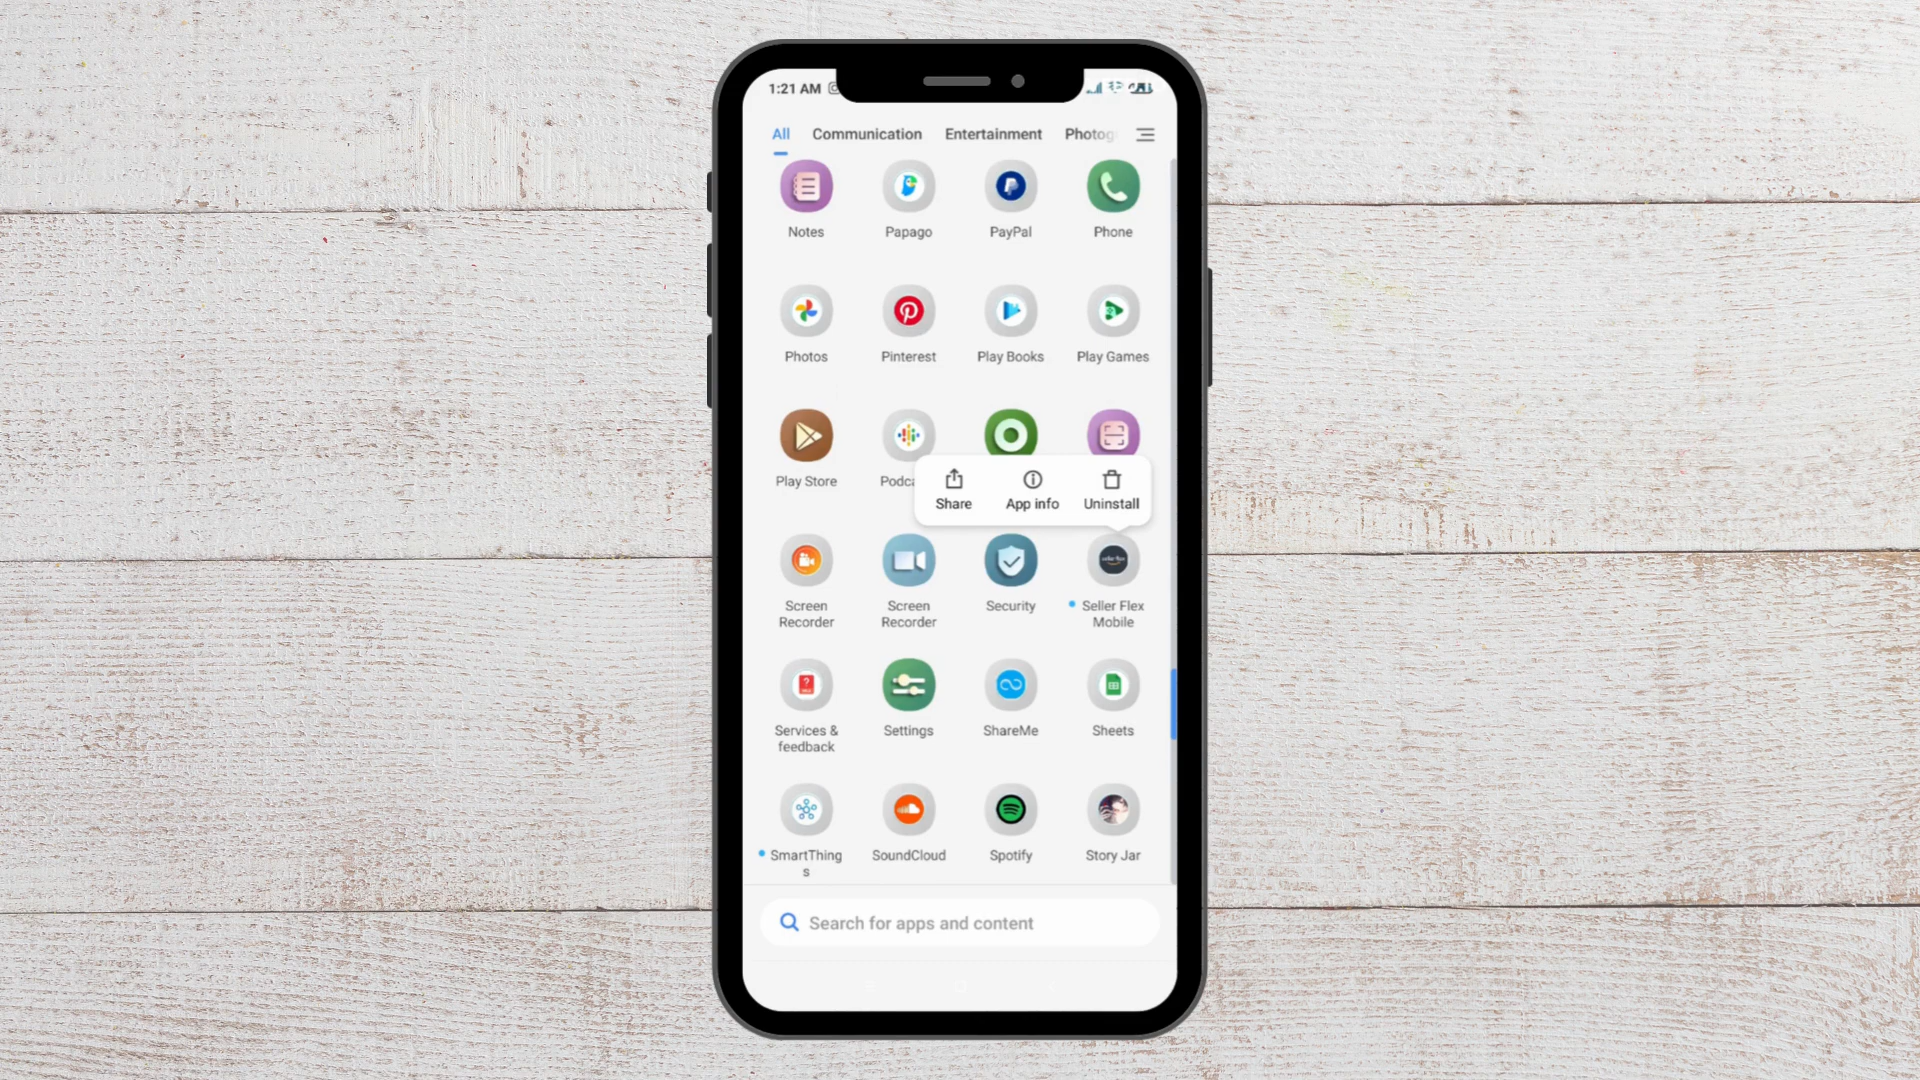 1:21 AM
All Communication Entertainment Photog
Notes Papago PayPal Phone
Photos Pinterest Play Books Play Games
Play Store Podca
Share App info Uninstall
Screen Screen Security Seller Flex
Recorder Recorder Mobile
Services & Settings ShareMe Sheets
feedback
SmartThing SoundCloud Spotify Story Jar
s
Search for apps and content